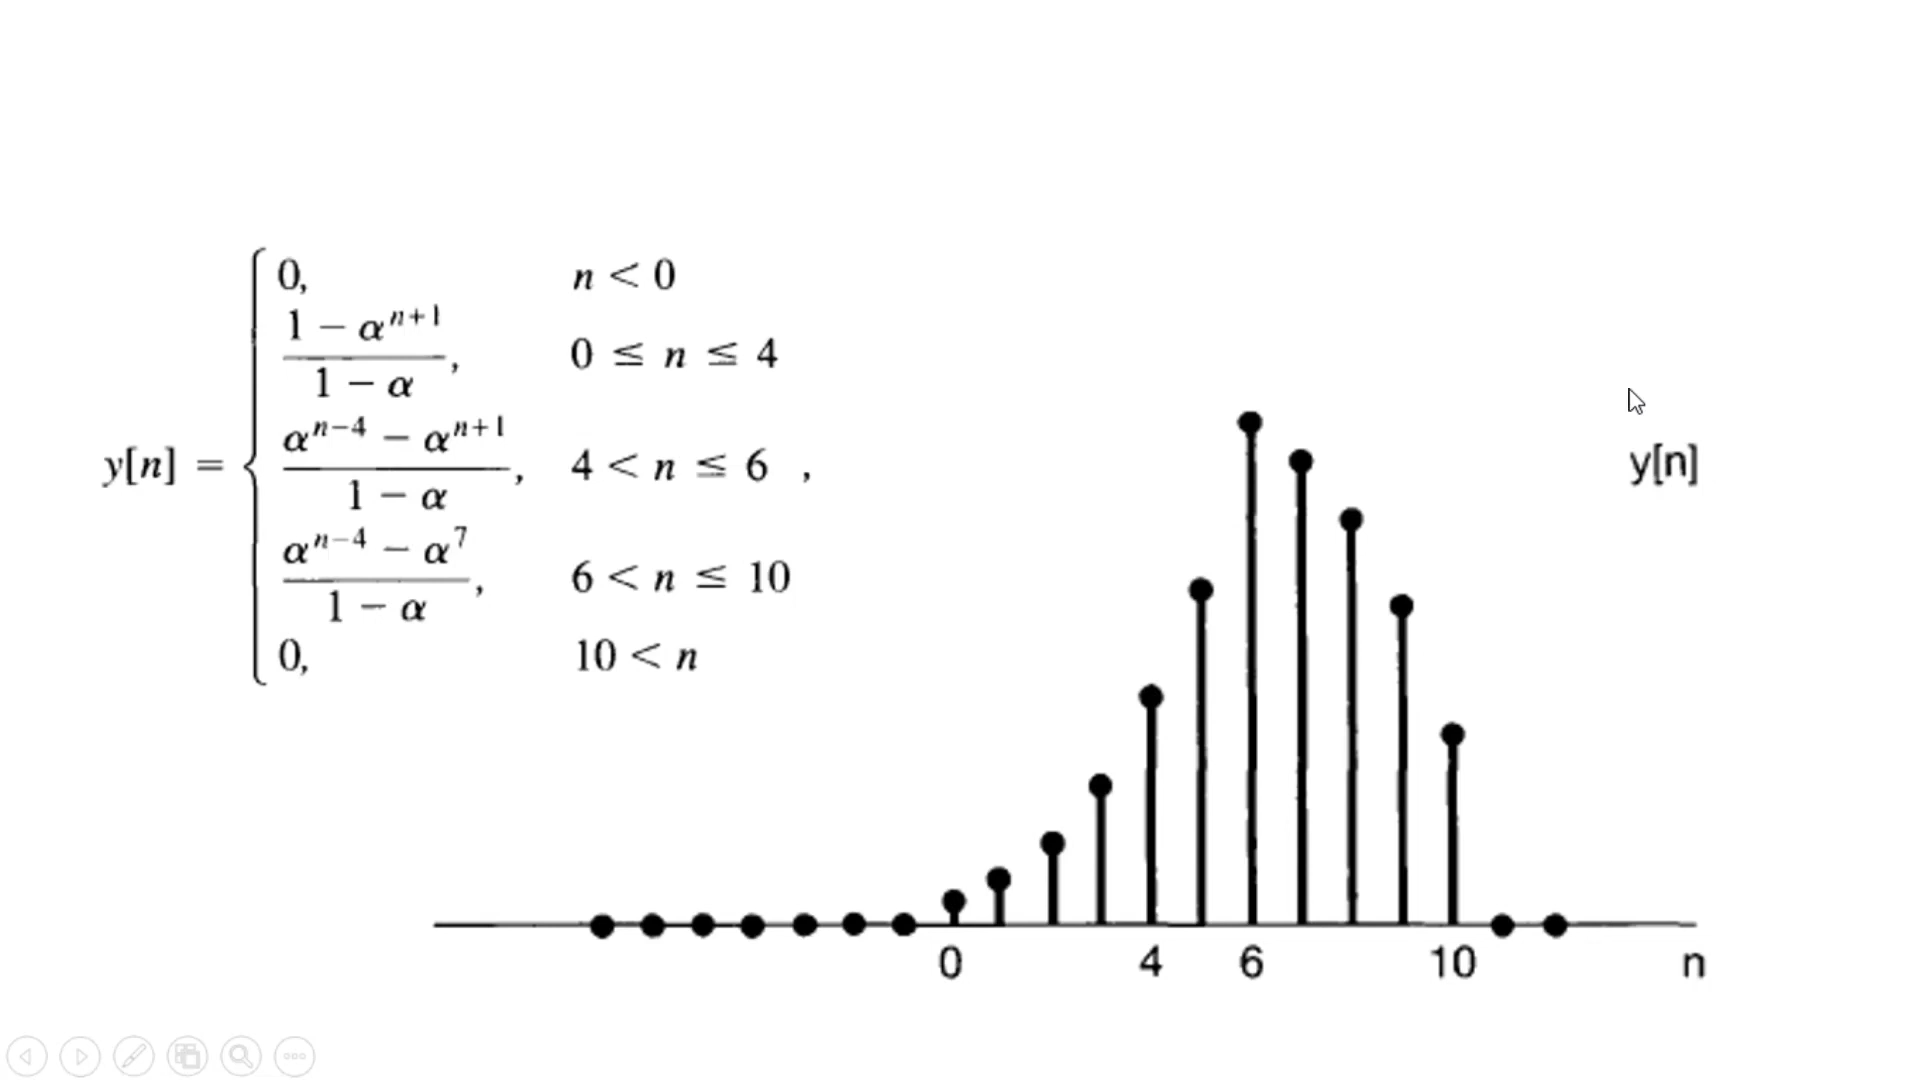 0, n < 0
1 − α^{n+1}
1 − α , 0 ≤ n ≤ 4
α^{n−4} − α^{n+1}
y[n] = 1 − α , 4 < n ≤ 6 ,
α^{n−4} − α^7
1 − α , 6 < n ≤ 10
0, 10 < n
y[n]
0 4 6 10 n